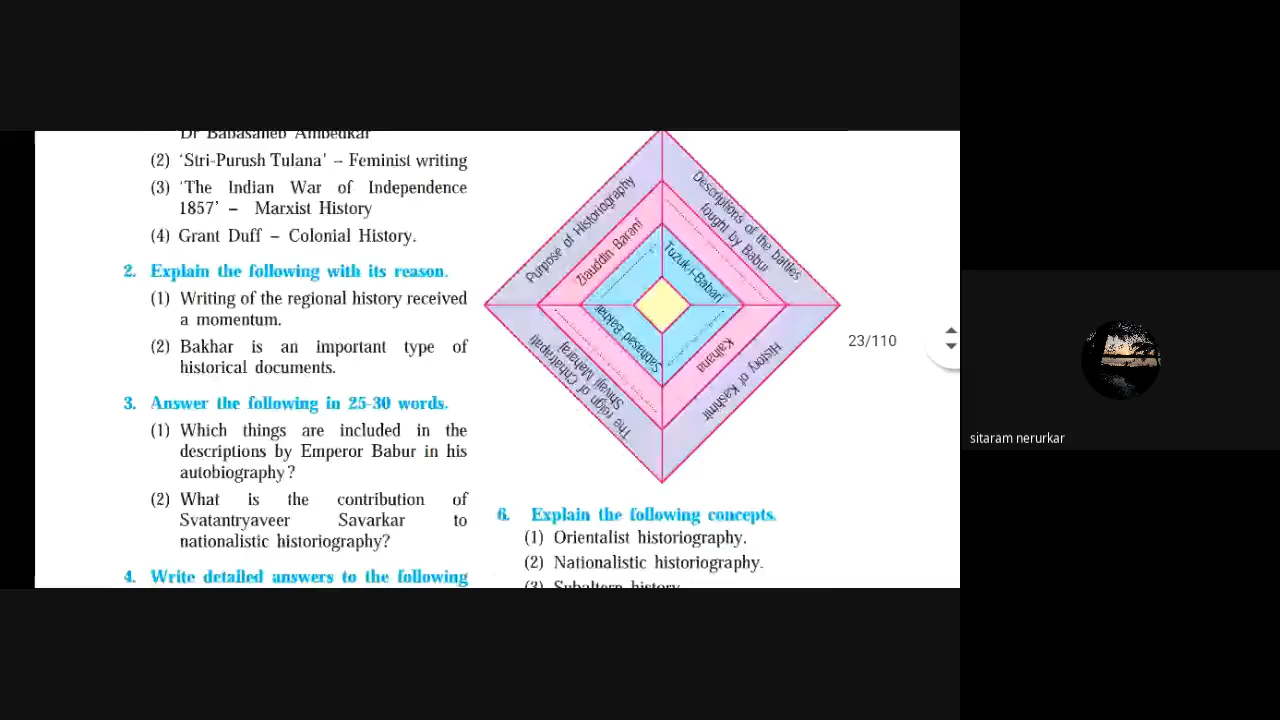 Dr Babasaheb Ambedkar
(2) ‘Stri-Purush Tulana’ – Feminist writing
(3) ‘The Indian War of Independence
1857’ – Marxist History
(4) Grant Duff – Colonial History.
2. Explain the following with its reason.
(1) Writing of the regional history received
a momentum.
(2) Bakhar is an important type of
historical documents.
3. Answer the following in 25-30 words.
(1) Which things are included in the
descriptions by Emperor Babur in his
autobiography?
(2) What is the contribution of
Svatantryaveer Savarkar to
nationalistic historiography?
4. Write detailed answers to the following
Purpose of Historiography
Ziauddin Barani
Descriptions of the battles
fought by Babur
Tuzuk-i-Babari
Sabhasad Bakhar
The reign of Chhatrapati
Shivaji Maharaj
Kalhana
History of Kashmir
6. Explain the following concepts.
(1) Orientalist historiography.
(2) Nationalistic historiography.
(3) Subaltern history.
23/110
sitaram nerurkar